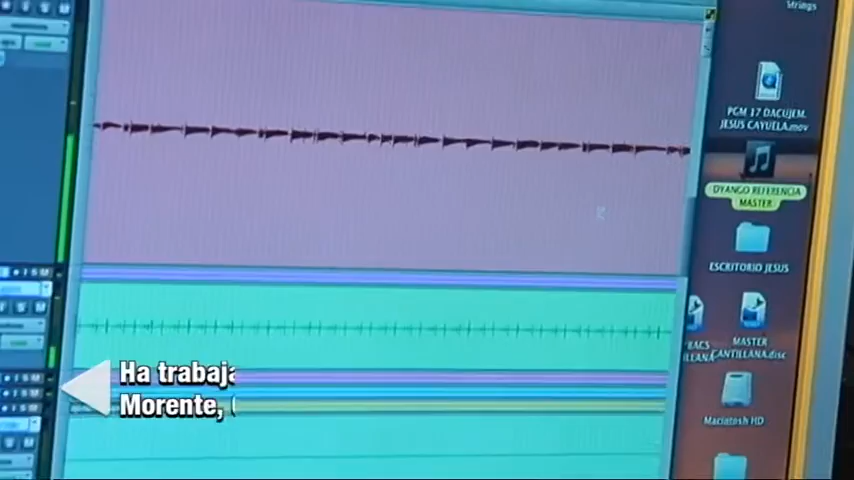 Strings
PGM 17 DACUJEM.
JESUS CAYUELA.mov
DYANGO REFERENCIA
MASTER
ESCRITORIO JESUS
MASTER
CANTILLANA.disc
Macintosh HD
Ha trabaja
Morente,